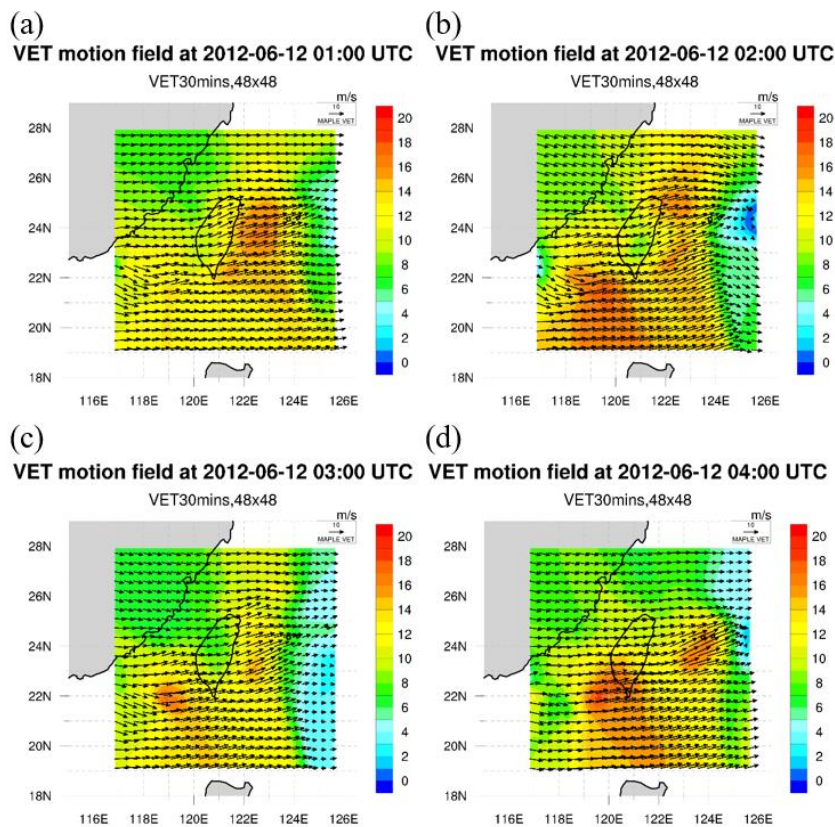 (a)
VET motion field at 2012-06-12 01:00 UTC
VET30mins,48x48
m/s
10
MAPLE VET
28N
26N
24N
22N
20N
18N
116E 118E 120E 122E 124E 126E
20
18
16
14
12
10
8
6
4
2
0
(b)
VET motion field at 2012-06-12 02:00 UTC
VET30mins,48x48
m/s
10
MAPLE VET
28N
26N
24N
22N
20N
18N
116E 118E 120E 122E 124E 126E
20
18
16
14
12
10
8
6
4
2
0
(c)
VET motion field at 2012-06-12 03:00 UTC
VET30mins,48x48
m/s
10
MAPLE VET
28N
26N
24N
22N
20N
18N
116E 118E 120E 122E 124E 126E
20
18
16
14
12
10
8
6
4
2
0
(d)
VET motion field at 2012-06-12 04:00 UTC
VET30mins,48x48
m/s
10
MAPLE VET
28N
26N
24N
22N
20N
18N
116E 118E 120E 122E 124E 126E
20
18
16
14
12
10
8
6
4
2
0